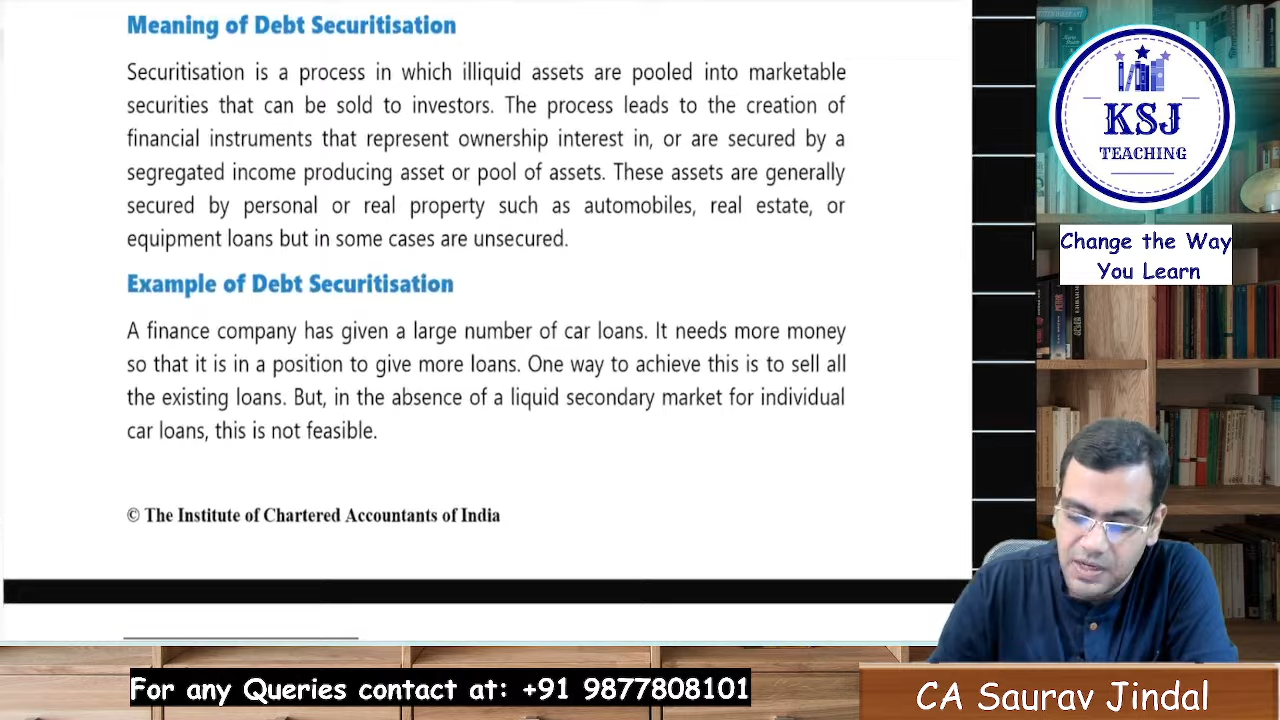 Meaning of Debt Securitisation
Securitisation is a process in which illiquid assets are pooled into marketable
securities that can be sold to investors. The process leads to the creation of
financial instruments that represent ownership interest in, or are secured by a
segregated income producing asset or pool of assets. These assets are generally
secured by personal or real property such as automobiles, real estate, or
equipment loans but in some cases are unsecured.
Example of Debt Securitisation
A finance company has given a large number of car loans. It needs more money
so that it is in a position to give more loans. One way to achieve this is to sell all
the existing loans. But, in the absence of a liquid secondary market for individual
car loans, this is not feasible.
© The Institute of Chartered Accountants of India
KSJ
TEACHING
Change the Way
You Learn
For any Queries contact at: +91 9877808101
CA Saurav Jindal